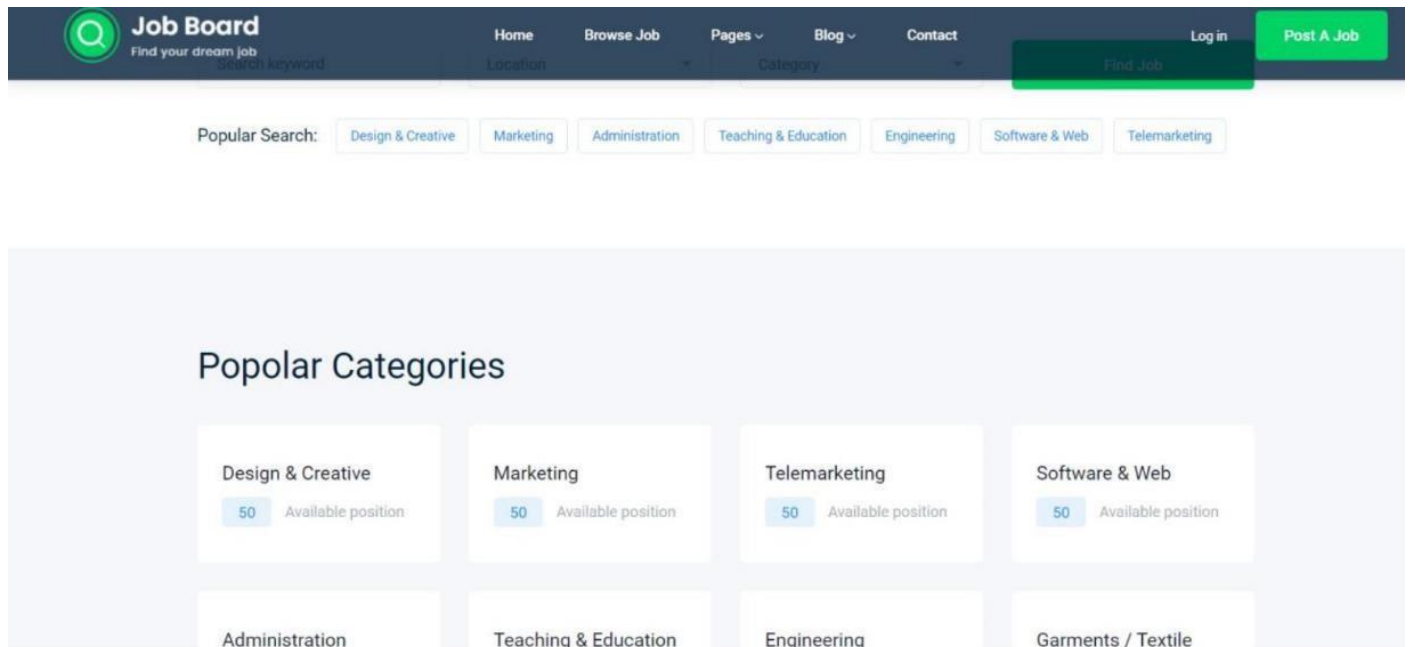 Job Board
Find your dream job
Home Browse Job Pages Blog Contact Log in Post A Job
Search keyword Location Category Find Job
Popular Search: Design & Creative Marketing Administration Teaching & Education Engineering Software & Web Telemarketing
Popolar Categories
Design & Creative Marketing Telemarketing Software & Web
50 Available position 50 Available position 50 Available position 50 Available position
Administration Teaching & Education Engineering Garments / Textile